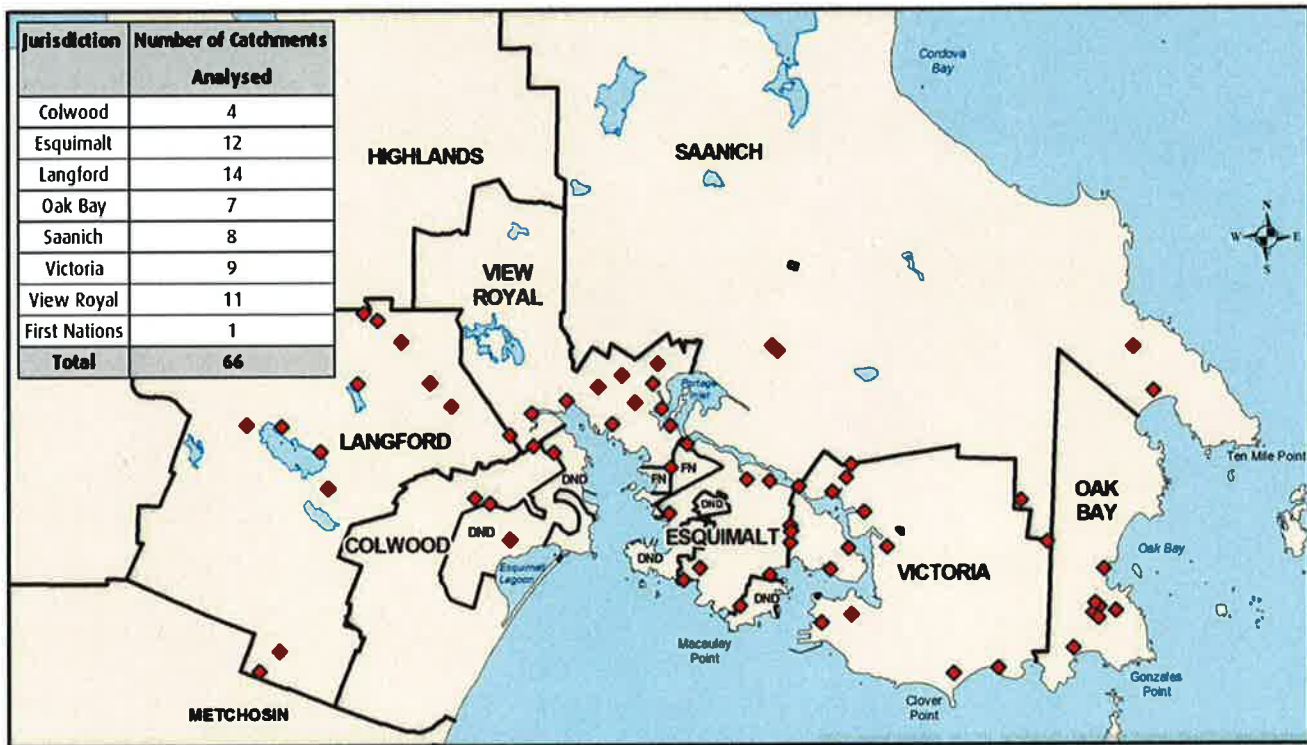 Jurisdiction Number of Catchments Analysed
Colwood 4
Esquimalt 12
Langford 14
Oak Bay 7
Saanich 8
Victoria 9
View Royal 11
First Nations 1
Total 66
Cordova
Bay
HIGHLANDS
SAANICH
N
W E
S
VIEW
ROYAL
Portage
Inlet
LANGFORD
Ten Mile Point
FN
DND
FN
OAK
BAY
DND
DND
COLWOOD
ESQUIMALT
Oak Bay
DND
Esquimalt
Lagoon
VICTORIA
DND
Macaulay
Point
Gonzales
Point
Clover
Point
METCHOSIN